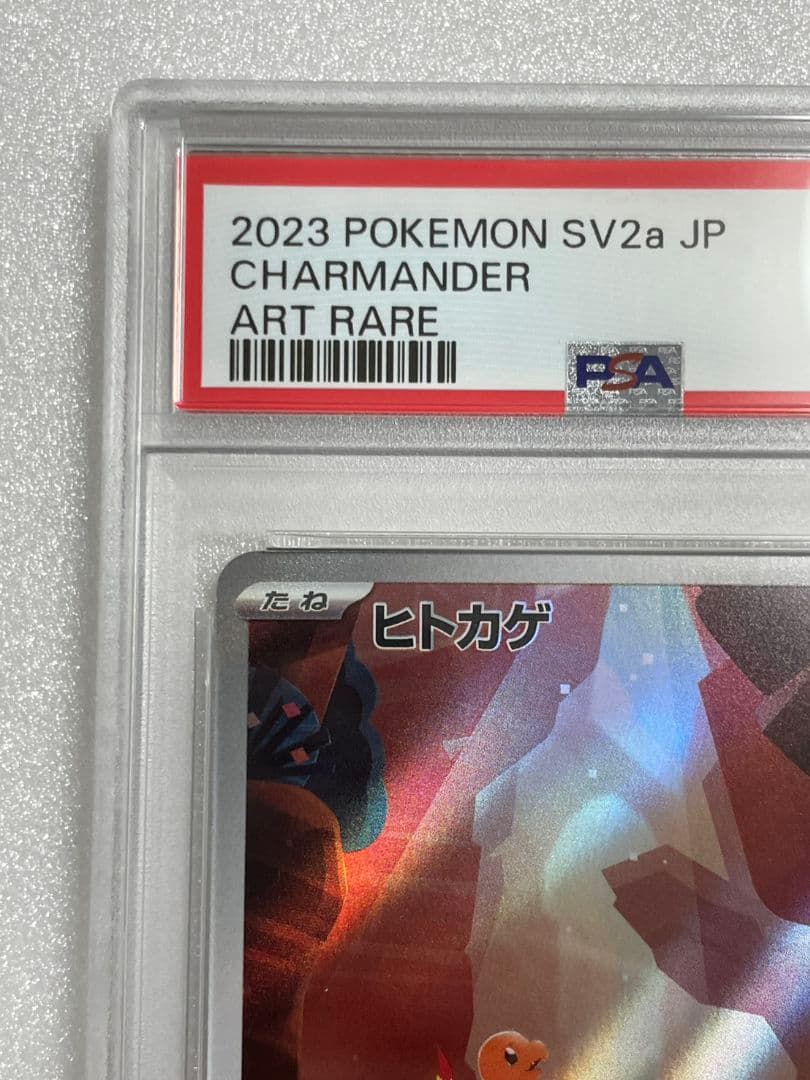 2023 POKEMON SV2a JP
CHARMANDER
ART RARE
PSA
たね ヒトカゲ